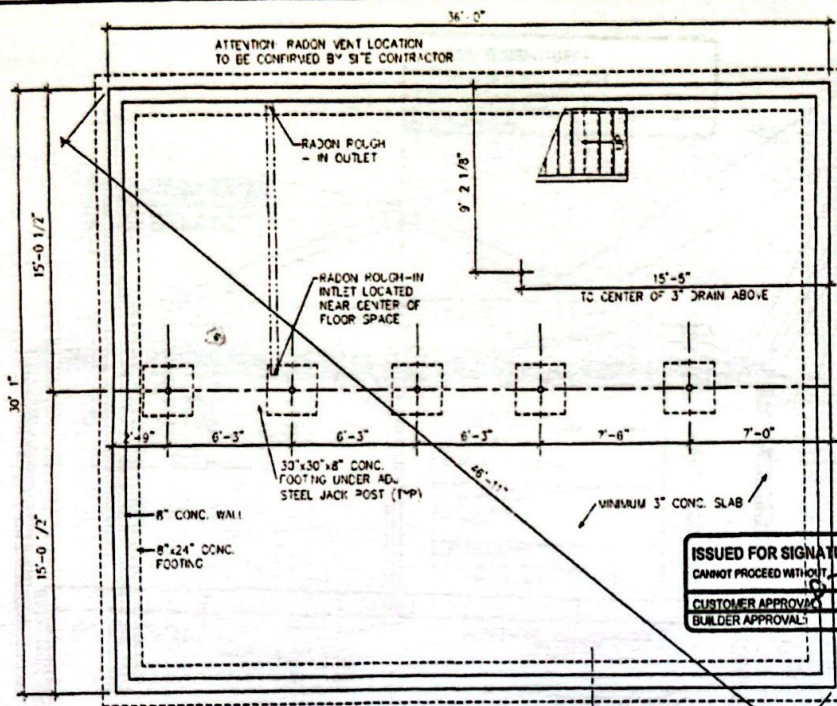 36'-0"
ATTENTION: RADON VENT LOCATION
TO BE CONFIRMED BY SITE CONTRACTOR
RADON ROUGH
- IN OUTLET
UP
9' 2 1/8"
15'-0 1/2"
RADON ROUGH-IN
INLET LOCATED
NEAR CENTER OF
FLOOR SPACE
15'-5"
TO CENTER OF 3" DRAIN ABOVE
30' 1"
2'-9"
6'-3"
6'-3"
6'-3"
7'-6"
7'-0"
30"x30"x8" CONC.
FOOTING UNDER ADJ.
STEEL JACK POST (TYP)
46'-11"
MINIMUM 3" CONC. SLAB
8" CONC. WALL
15'-0 1/2"
8"x24" CONC.
FOOTING
ISSUED FOR SIGNATU
CANNOT PROCEED WITHOUT
CUSTOMER APPROVAL
BUILDER APPROVAL: